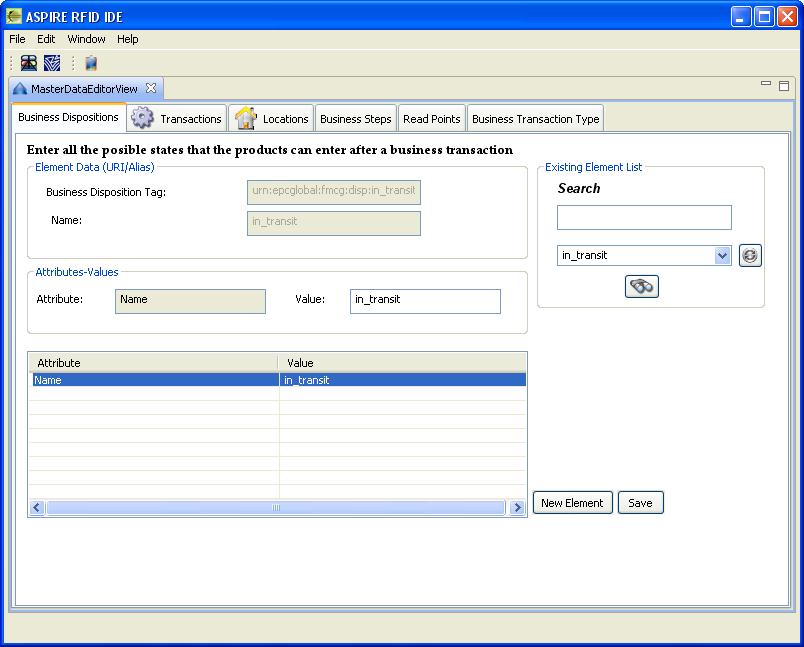 ASPIRE RFID IDE
File Edit Window Help
MasterDataEditorView
Business Dispositions Transactions Locations Business Steps Read Points Business Transaction Type
Enter all the posible states that the products can enter after a business transaction
Element Data (URI/Alias)
Business Disposition Tag: urn:epcglobal:fmcg:disp:in_transit
Name: in_transit
Existing Element List
Search
in_transit
Attributes-Values
Attribute: Name Value: in_transit
Attribute Value
Name in_transit
New Element Save